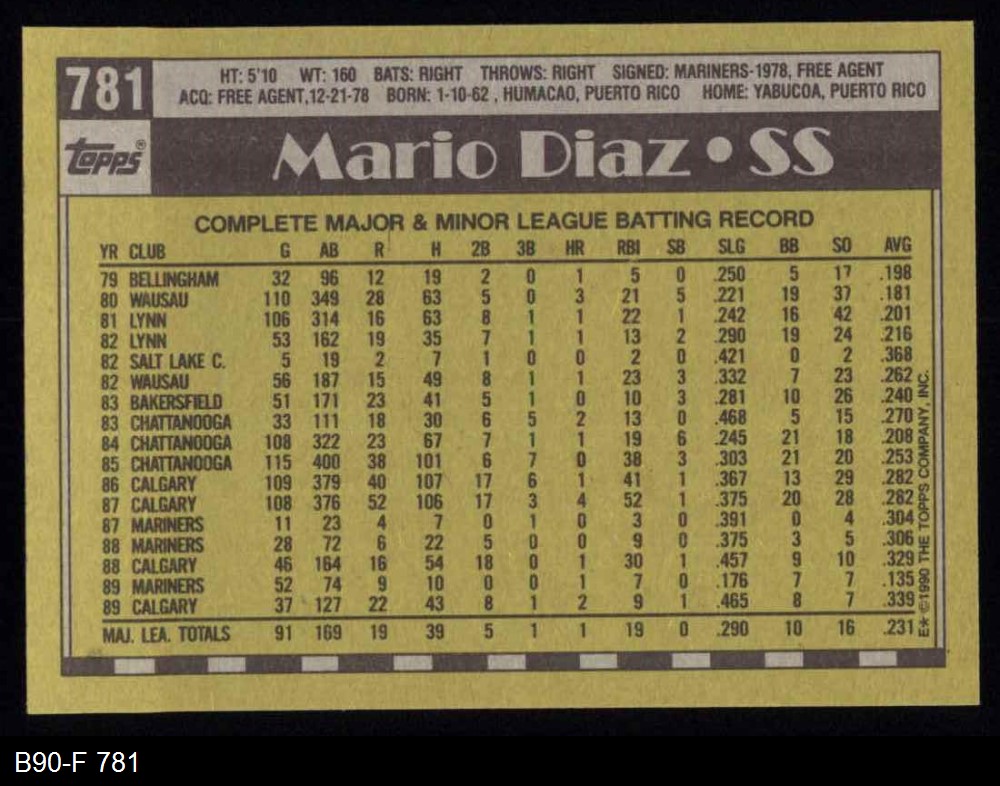 781
HT: 5'10 WT: 160 BATS: RIGHT THROWS: RIGHT SIGNED: MARINERS-1978, FREE AGENT
ACQ: FREE AGENT,12-21-78 BORN: 1-10-62 , HUMACAO, PUERTO RICO HOME: YABUCOA, PUERTO RICO
topps®
Mario Diaz • SS
COMPLETE MAJOR & MINOR LEAGUE BATTING RECORD
YR CLUB G AB R H 2B 3B HR RBI SB SLG BB SO AVG
79 BELLINGHAM 32 96 12 19 2 0 1 5 0 .250 5 17 .198
80 WAUSAU 110 349 28 63 5 0 3 21 5 .221 19 37 .181
81 LYNN 106 314 16 63 8 1 1 22 1 .242 16 42 .201
82 LYNN 53 162 19 35 7 1 1 13 2 .290 19 24 .216
82 SALT LAKE C. 5 19 2 7 1 0 0 2 0 .421 0 2 .368
82 WAUSAU 56 187 15 49 8 1 1 23 3 .332 7 23 .262
83 BAKERSFIELD 51 171 23 41 5 1 0 10 3 .281 10 26 .240
83 CHATTANOOGA 33 111 18 30 6 5 2 13 0 .468 5 15 .270
84 CHATTANOOGA 108 322 23 67 7 1 1 19 6 .245 21 18 .208
85 CHATTANOOGA 115 400 38 101 6 7 0 38 3 .303 21 20 .253
86 CALGARY 109 379 40 107 17 6 1 41 1 .367 13 29 .282
87 CALGARY 108 376 52 106 17 3 4 52 1 .375 20 28 .282
87 MARINERS 11 23 4 7 0 1 0 3 0 .391 0 4 .304
88 MARINERS 28 72 6 22 5 0 0 9 0 .375 3 5 .306
88 CALGARY 46 164 16 54 18 0 1 30 1 .457 9 10 .329
89 MARINERS 52 74 9 10 0 0 1 7 0 .176 7 7 .135
89 CALGARY 37 127 22 43 8 1 2 9 1 .465 8 7 .339
MAJ. LEA. TOTALS 91 169 19 39 5 1 1 19 0 .290 10 16 .231
E* ©1990 THE TOPPS COMPANY, INC.
B90-F 781